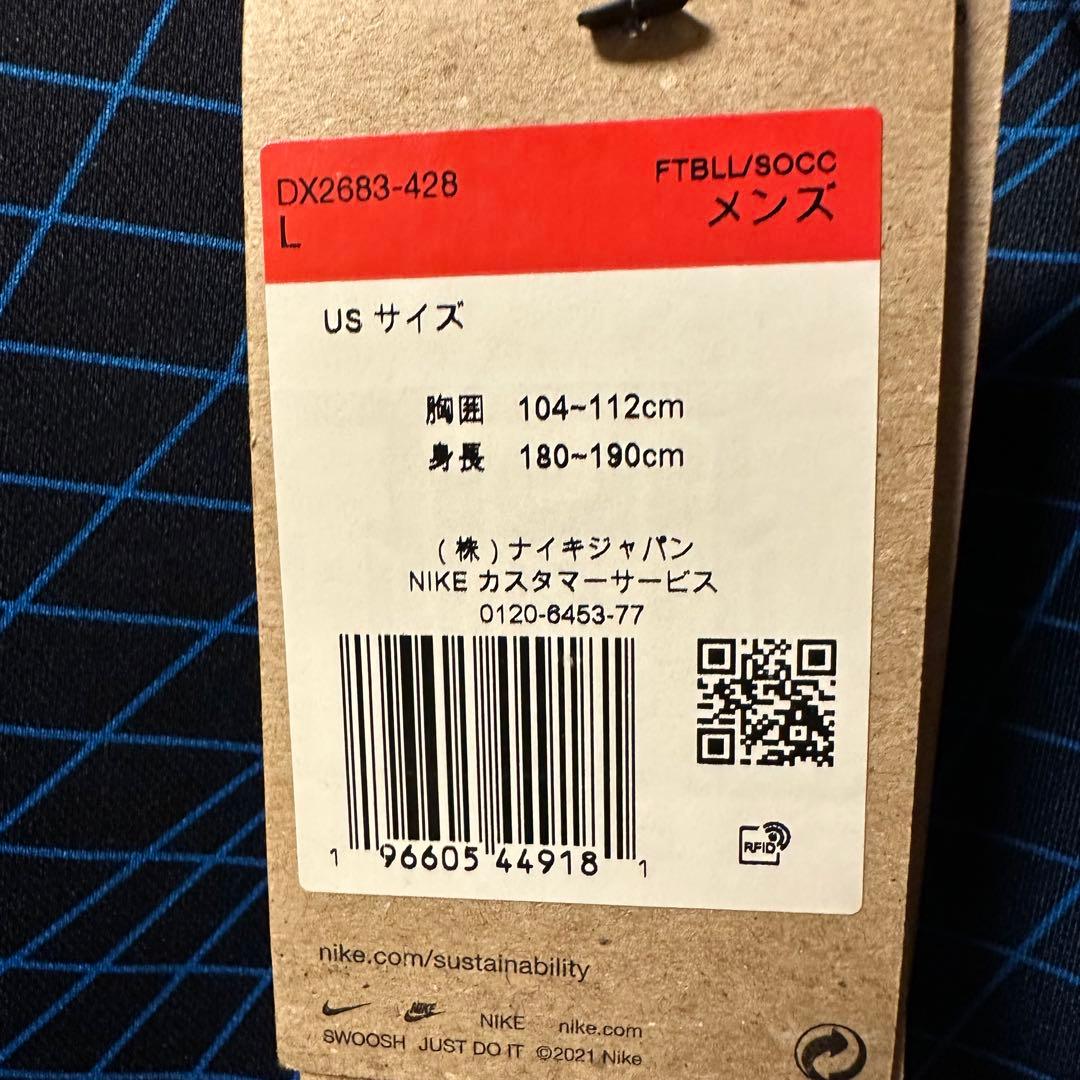 DX2683-428
L
FTBLL/SOCC
メンズ
US サイズ
胸囲 104~112cm
身長 180~190cm
(株)ナイキジャパン
NIKE カスタマーサービス
0120-6453-77
1 96605 44918 1
RFID
nike.com/sustainability
NIKE NIKE nike.com
SWOOSH JUST DO IT ©2021 Nike